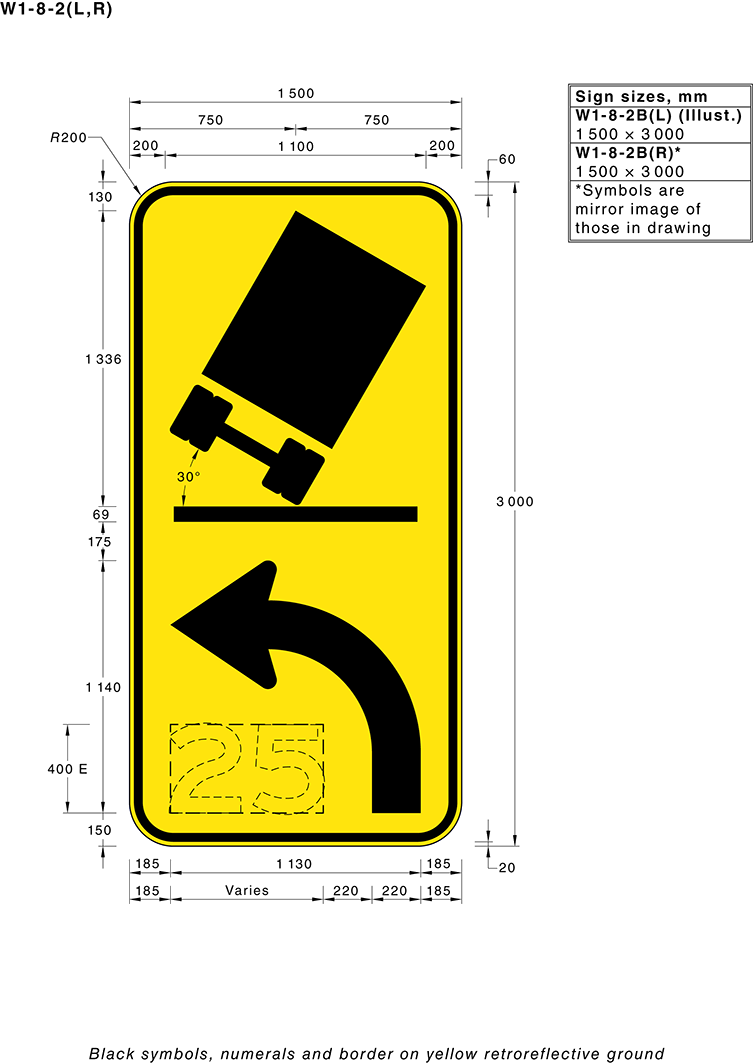 W1-8-2(L,R)
Sign sizes, mm
W1-8-2B(L) (Illust.)
1 500 × 3 000
W1-8-2B(R)*
1 500 × 3 000
*Symbols are
mirror image of
those in drawing
1 500
750 750
200 1 100 200
R200
60
130
1 336
30°
69
175
3 000
1 140
25
400 E
150
20
185 1 130 185
185 Varies 220 220 185
Black symbols, numerals and border on yellow retroreflective ground